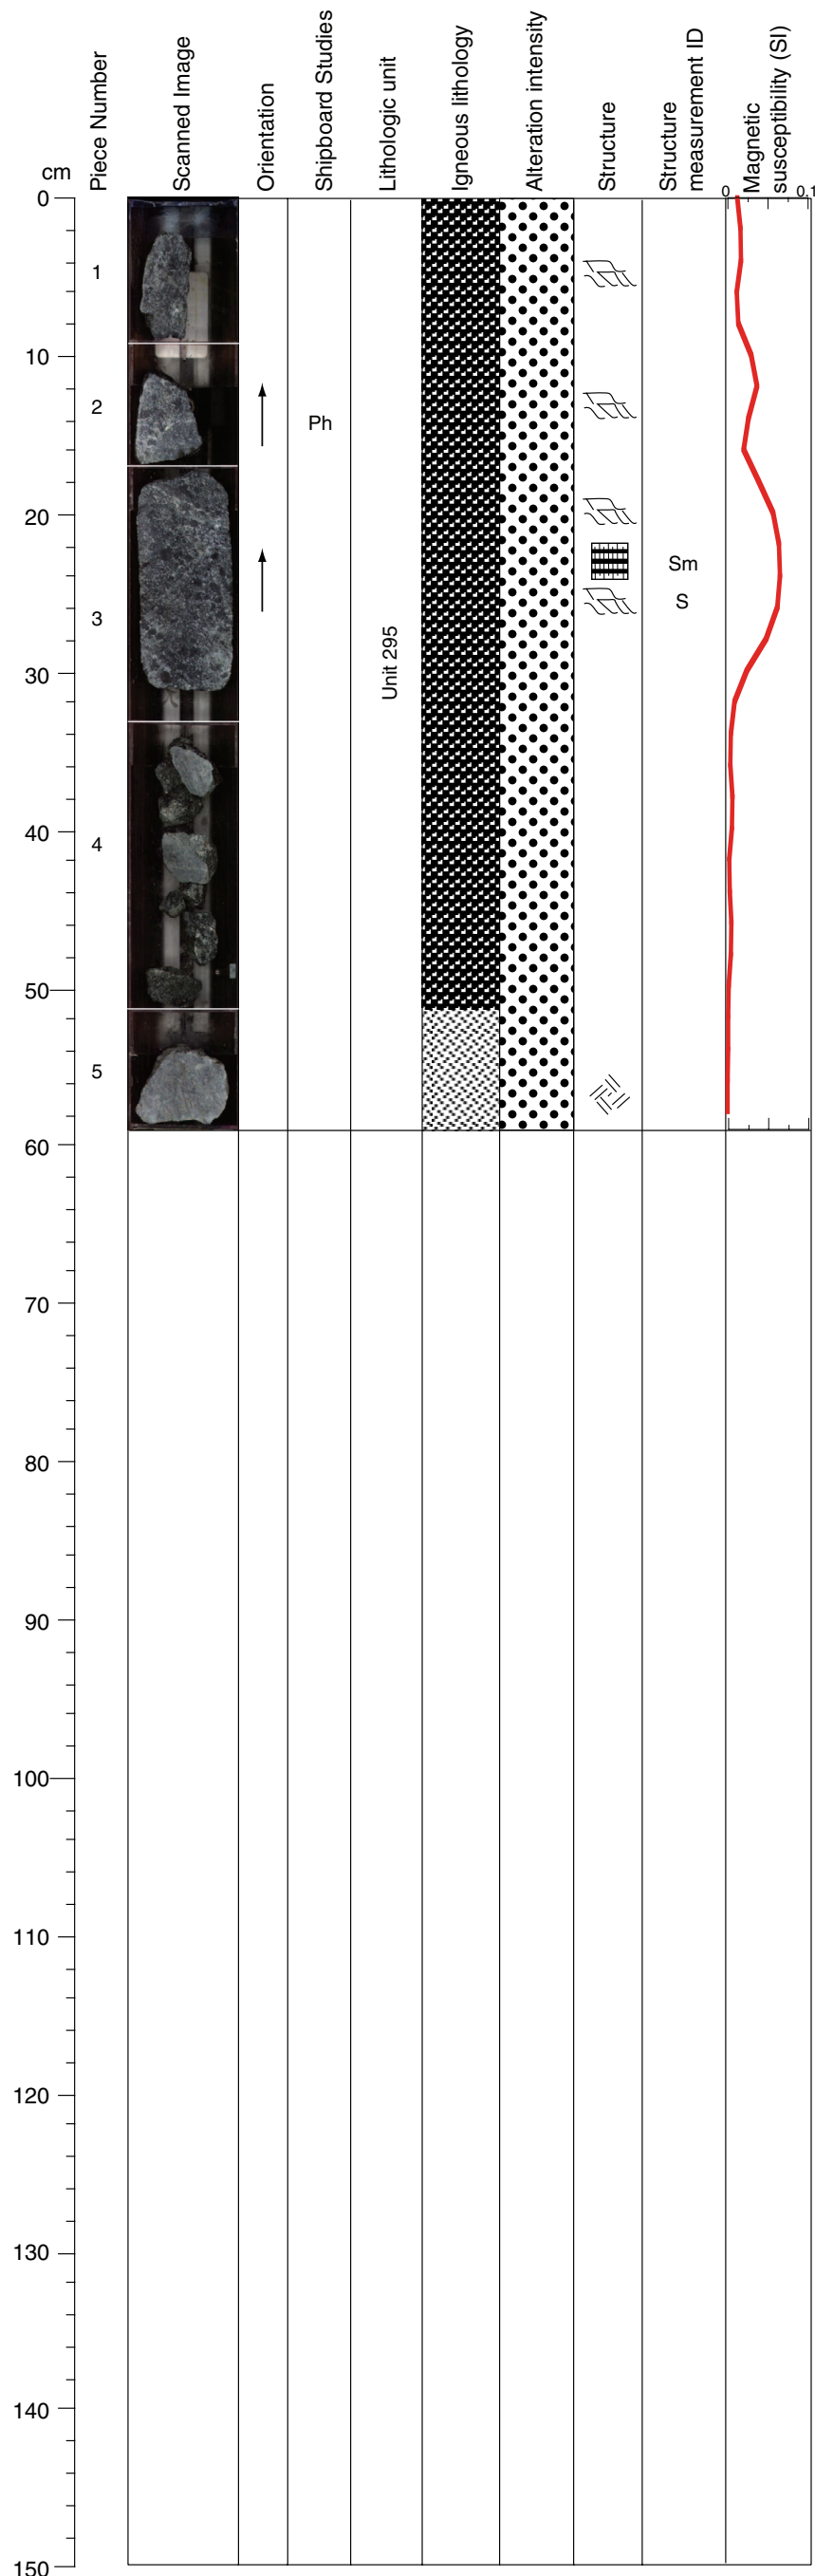 cm
Piece Number
Scanned Image
Orientation
Shipboard Studies
Lithologic unit
Igneous lithology
Alteration intensity
Structure
Structure
measurement ID
Magnetic
susceptibility (SI)
0 0.1
0
1
10
2
Ph
20
Sm
S
3
Unit 295
30
40
4
50
5
60
70
80
90
100
110
120
130
140
150